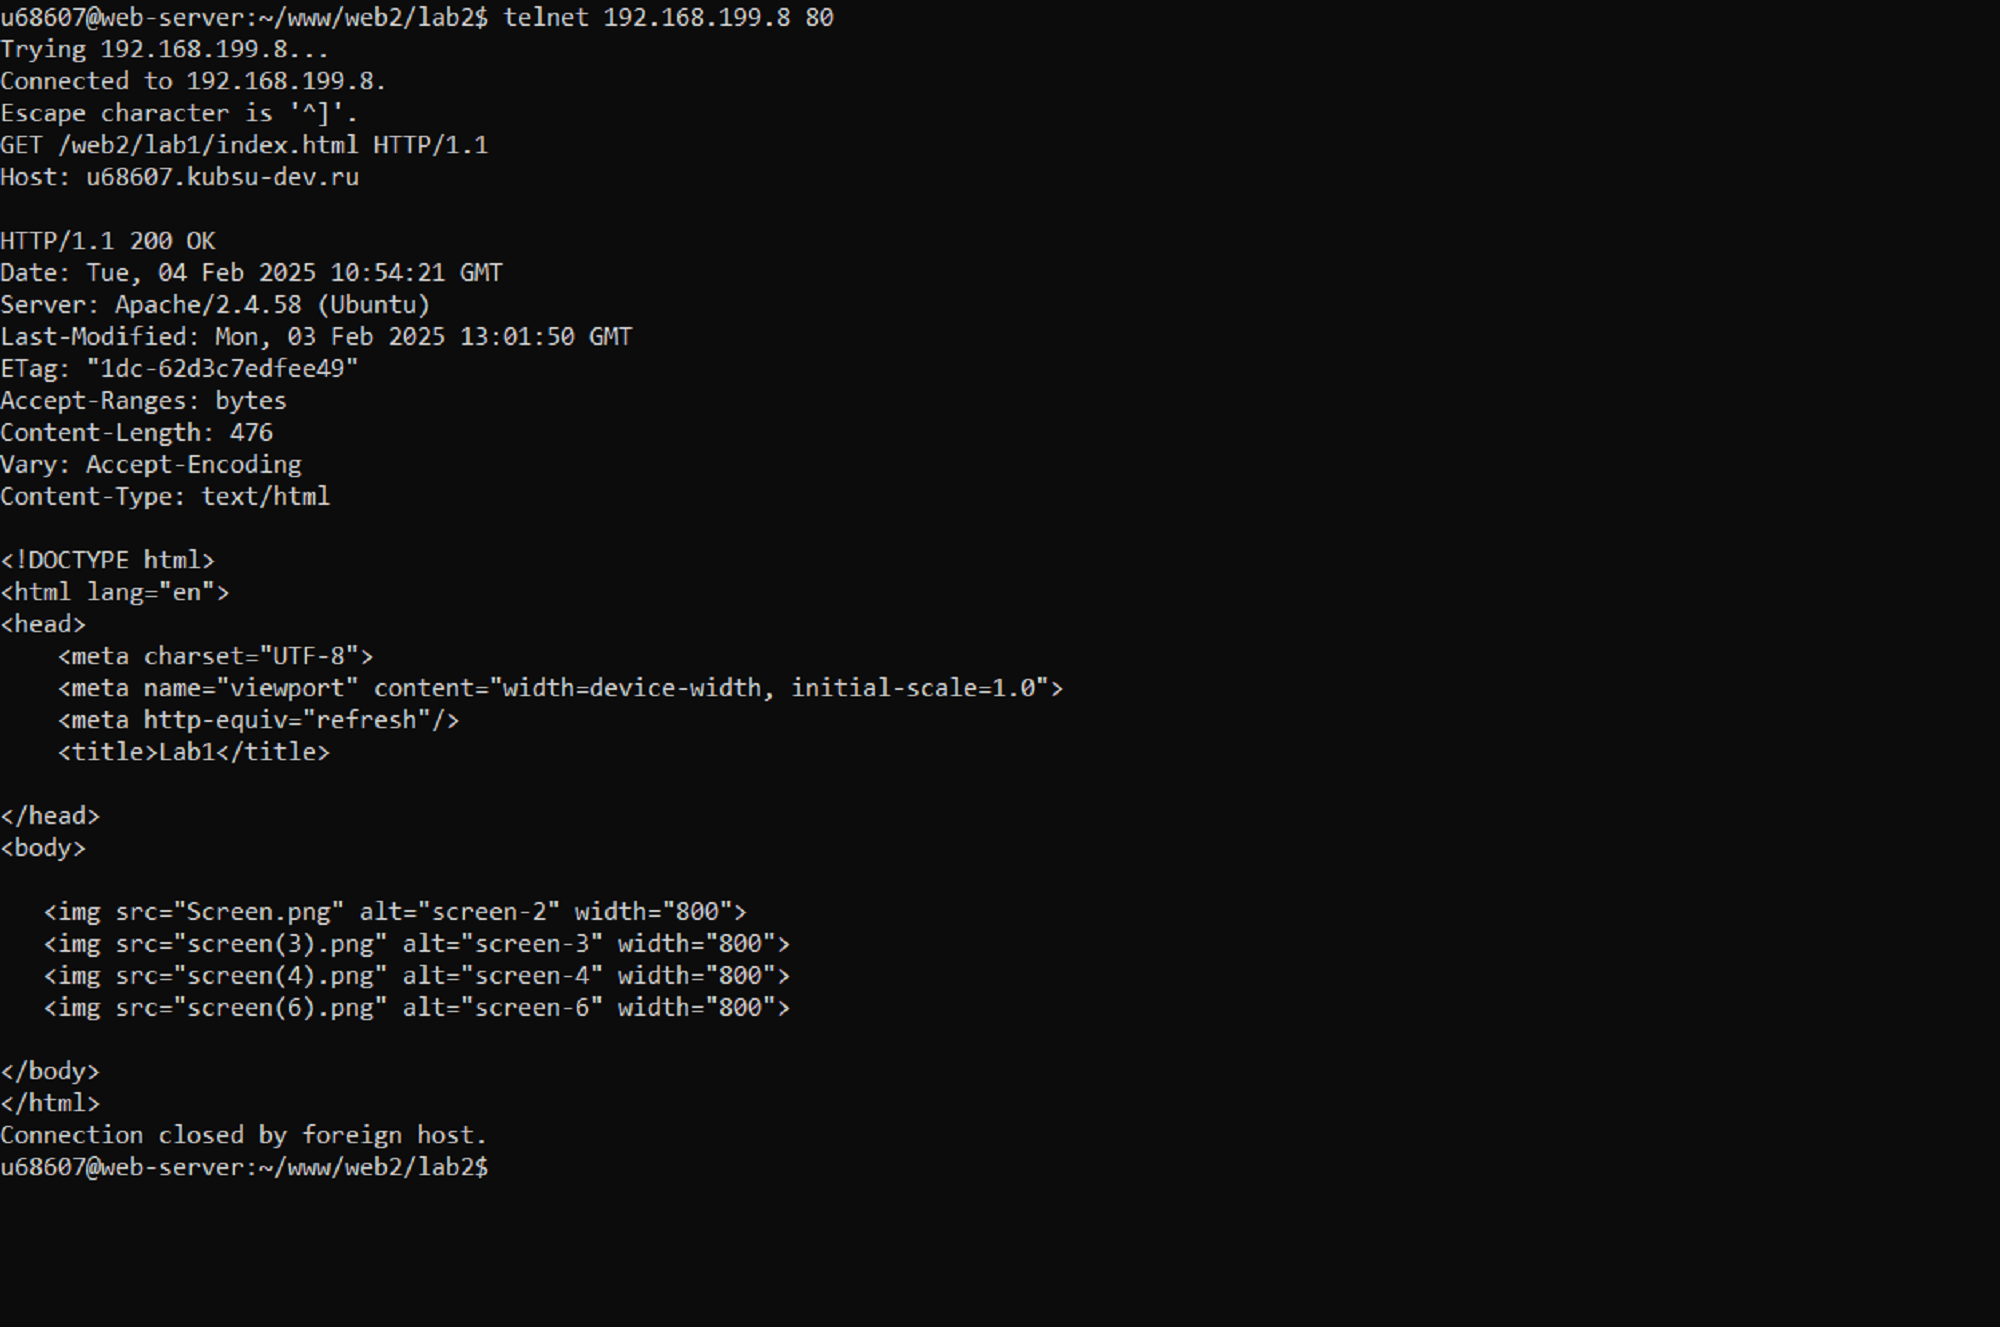 u68607@web-server:~/www/web2/lab2$ telnet 192.168.199.8 80
Trying 192.168.199.8...
Connected to 192.168.199.8.
Escape character is '^]'.
GET /web2/lab1/index.html HTTP/1.1
Host: u68607.kubsu-dev.ru

HTTP/1.1 200 OK
Date: Tue, 04 Feb 2025 10:54:21 GMT
Server: Apache/2.4.58 (Ubuntu)
Last-Modified: Mon, 03 Feb 2025 13:01:50 GMT
ETag: "1dc-62d3c7edfee49"
Accept-Ranges: bytes
Content-Length: 476
Vary: Accept-Encoding
Content-Type: text/html

<!DOCTYPE html>
<html lang="en">
<head>
    <meta charset="UTF-8">
    <meta name="viewport" content="width=device-width, initial-scale=1.0">
    <meta http-equiv="refresh"/>
    <title>Lab1</title>

</head>
<body>

   <img src="Screen.png" alt="screen-2" width="800">
   <img src="screen(3).png" alt="screen-3" width="800">
   <img src="screen(4).png" alt="screen-4" width="800">
   <img src="screen(6).png" alt="screen-6" width="800">

</body>
</html>
Connection closed by foreign host.
u68607@web-server:~/www/web2/lab2$